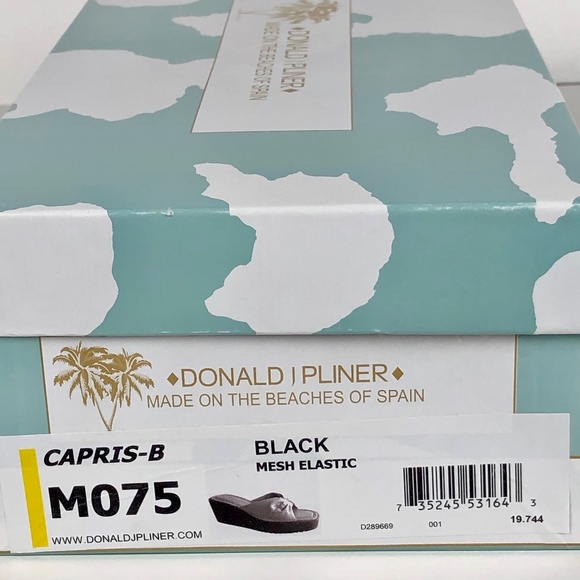 DONALD J PLINER
MADE ON THE BEACHES OF SPAIN
♦DONALD J PLINER♦
MADE ON THE BEACHES OF SPAIN
CAPRIS-B
M075
WWW.DONALDJPLINER.COM
BLACK
MESH ELASTIC
D289669 001
7 35245 53164 3
19.744